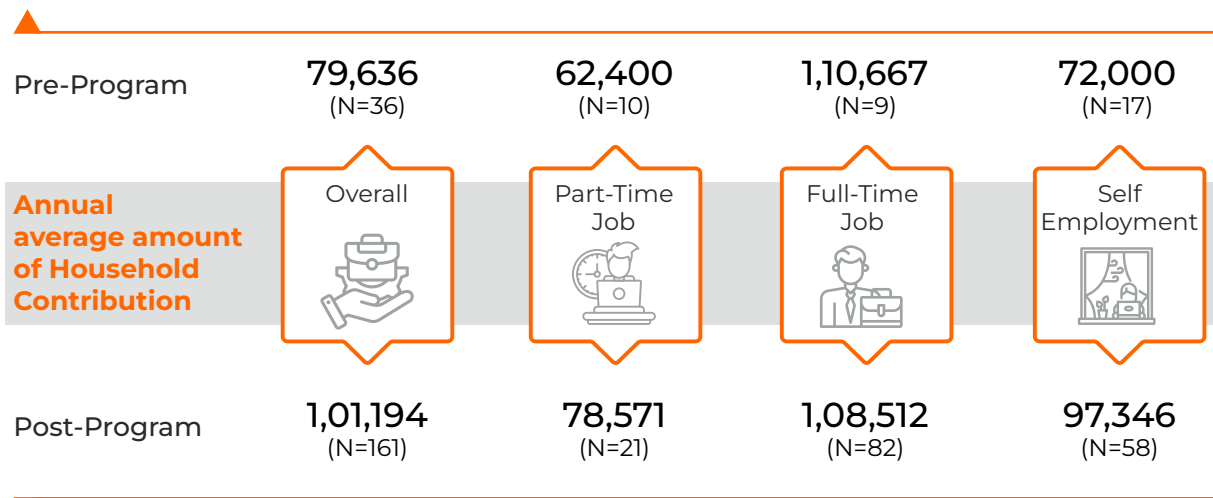 Pre-Program
79,636
(N=36)
62,400
(N=10)
1,10,667
(N=9)
72,000
(N=17)
Annual
average amount
of Household
Contribution
Overall
Part-Time
Job
Full-Time
Job
Self
Employment
Post-Program
1,01,194
(N=161)
78,571
(N=21)
1,08,512
(N=82)
97,346
(N=58)